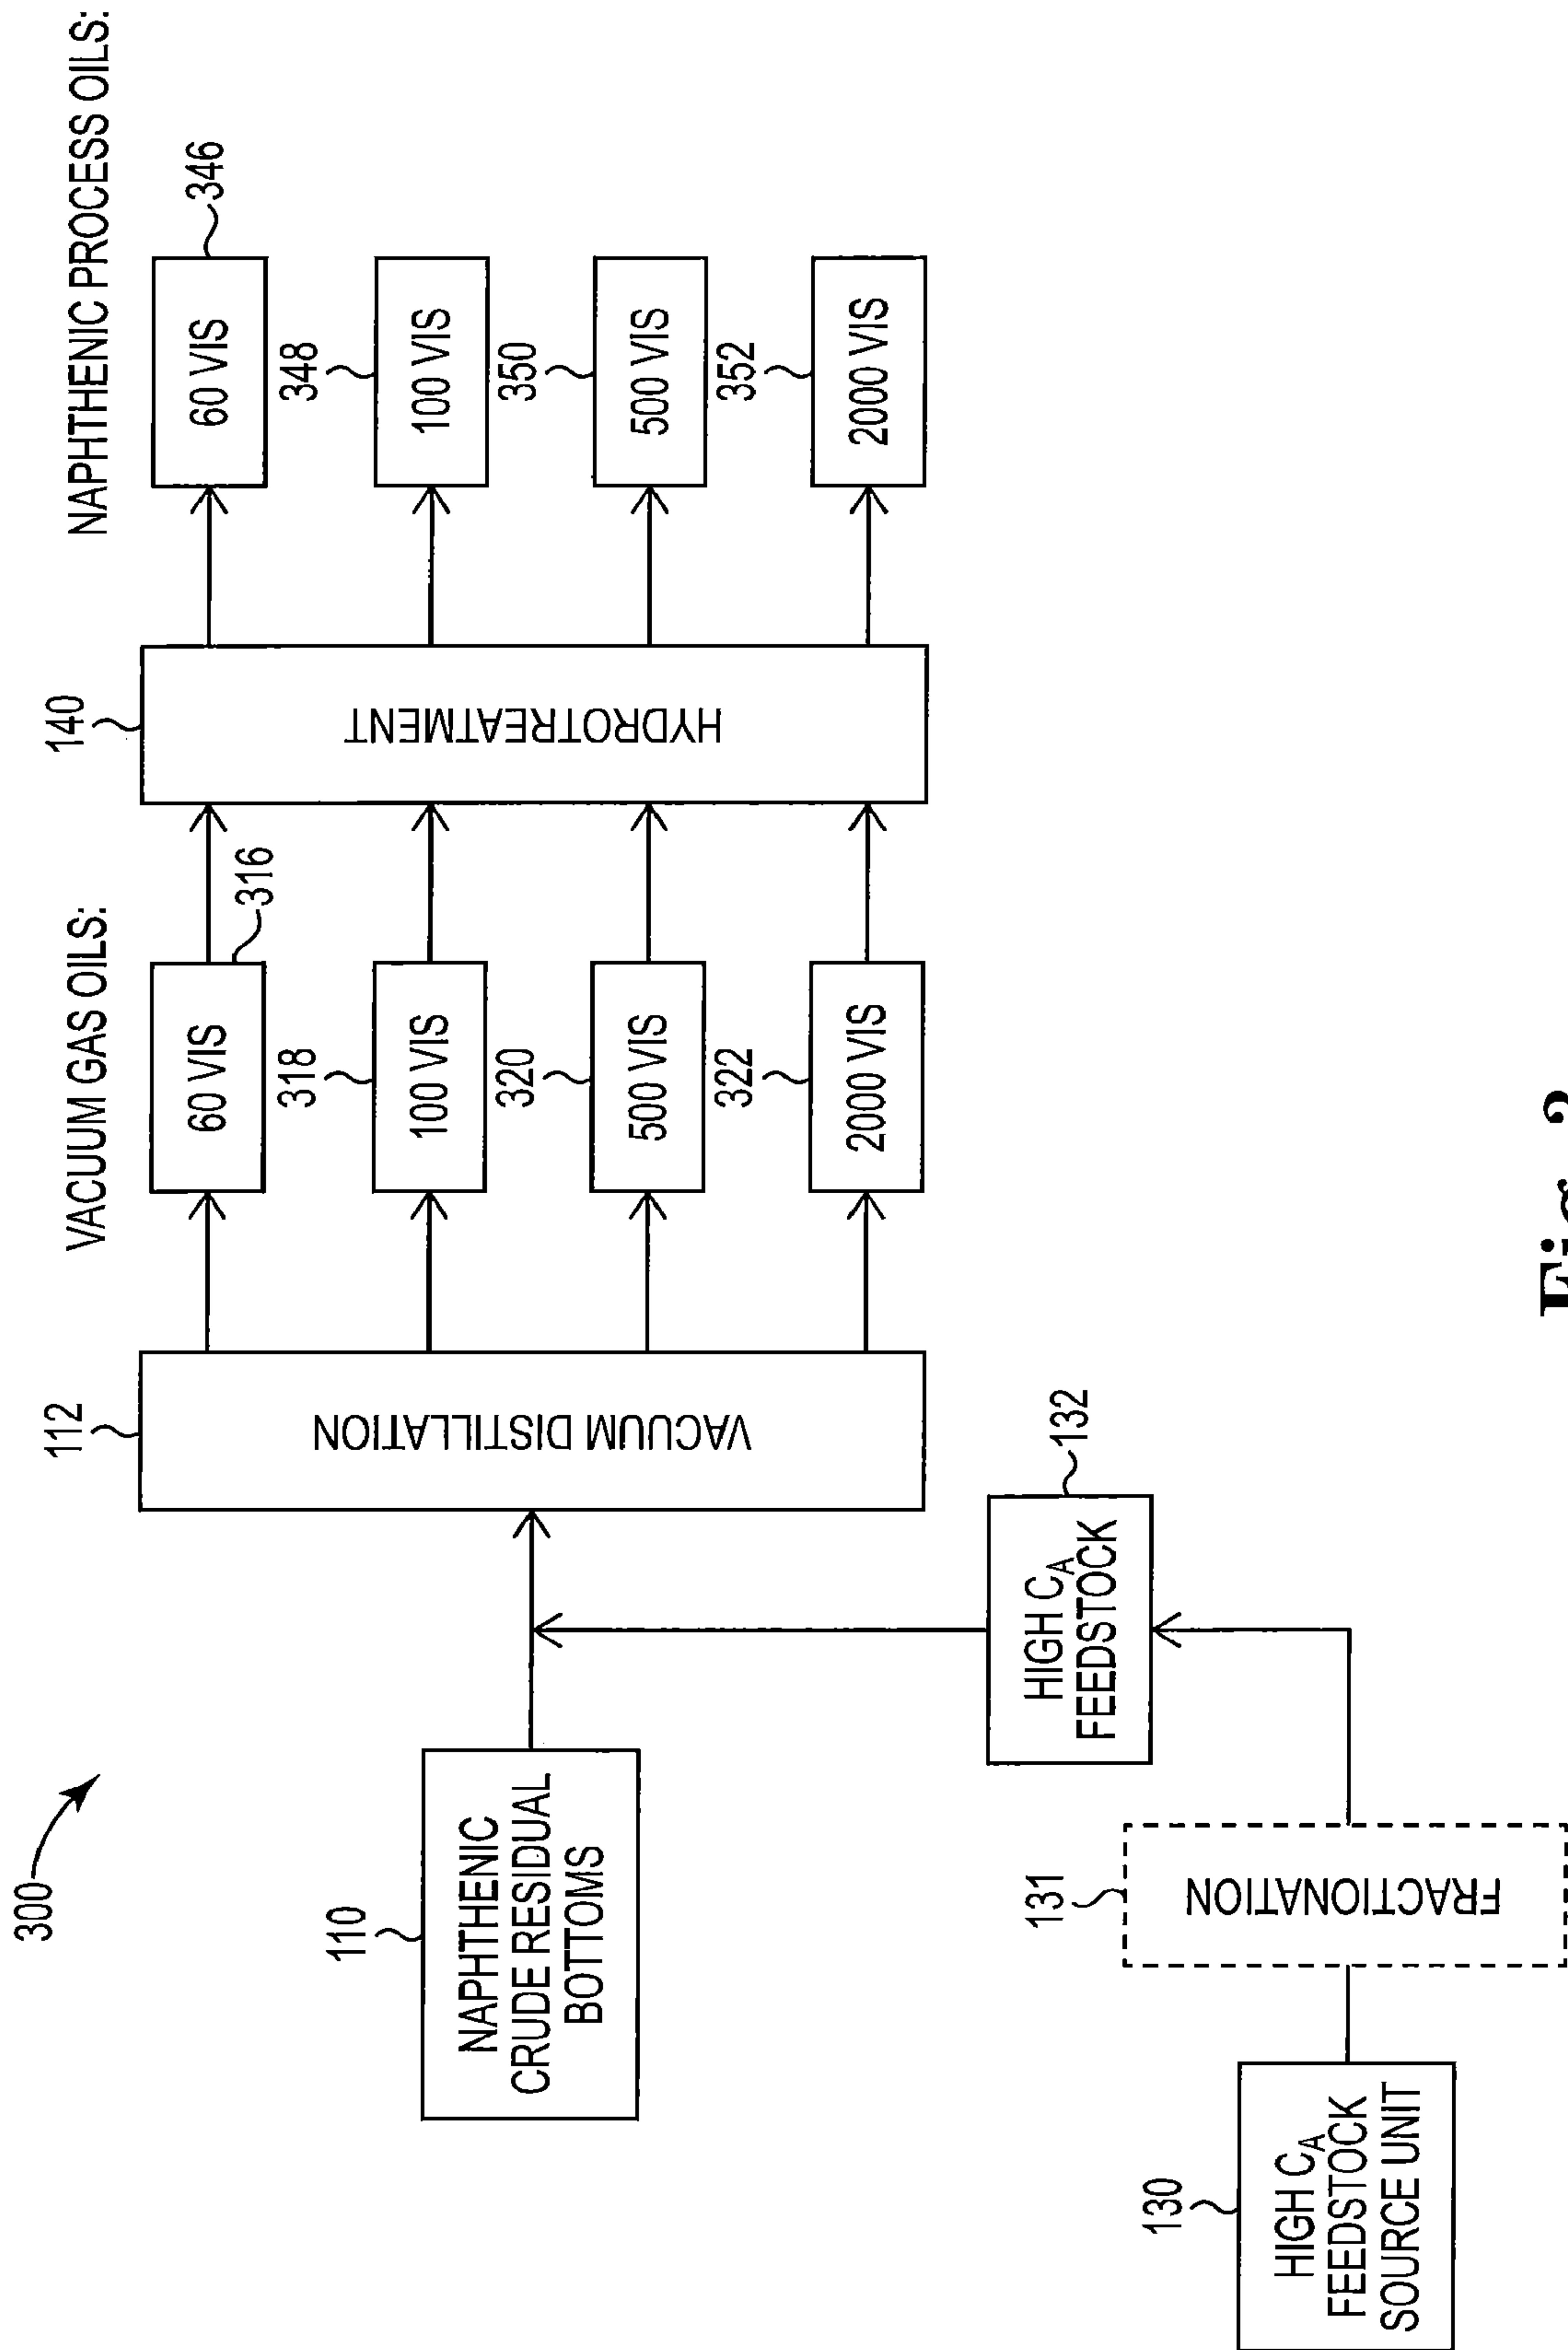 300
NAPHTHENIC
CRUDE RESIDUAL
BOTTOMS
110
HIGH CA
FEEDSTOCK
SOURCE UNIT
130
FRACTIONATION
131
HIGH CA
FEEDSTOCK
132
VACUUM DISTILLATION
112
VACUUM GAS OILS:
60 VIS
316
318
100 VIS
320
500 VIS
322
2000 VIS
HYDROTREATMENT
140
NAPHTHENIC PROCESS OILS:
60 VIS
346
348
100 VIS
350
500 VIS
352
2000 VIS